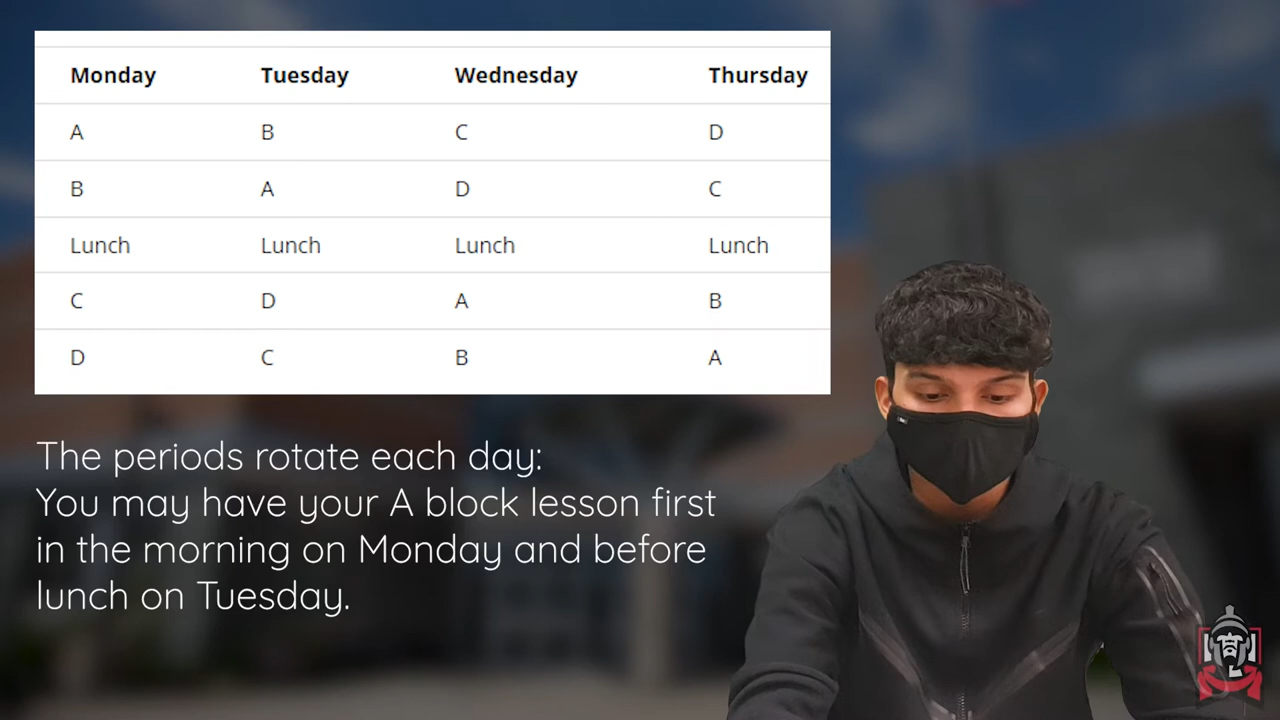 Monday Tuesday Wednesday Thursday
A B C D
B A D C
Lunch Lunch Lunch Lunch
C D A B
D C B A
The periods rotate each day:
You may have your A block lesson first
in the morning on Monday and before
lunch on Tuesday.